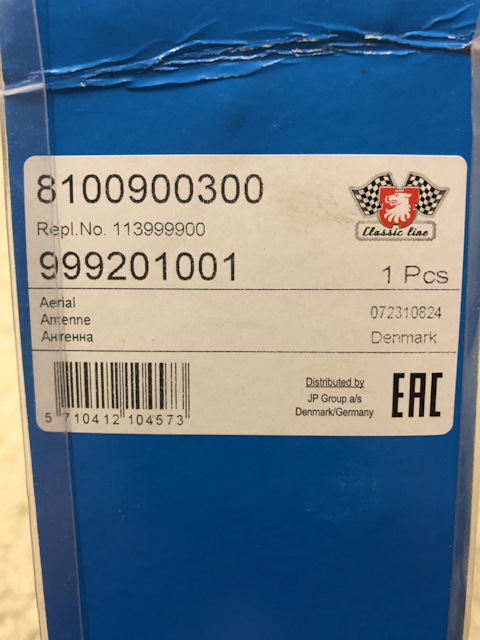 8100900300
Repl.No. 113999900
Classic line
999201001
1 Pcs
Aerial
Antenne
Антенна
072310824
Denmark
5 710412 104573
Distributed by
JP Group a/s
Denmark/Germany
EAC